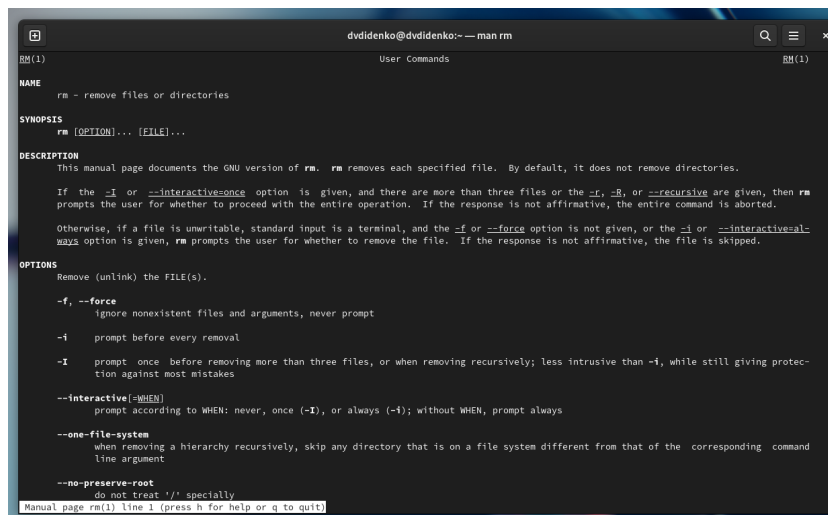 dvdidenko@dvdidenko:~ — man rm
RM(1) User Commands RM(1)
NAME
rm - remove files or directories
SYNOPSIS
rm [OPTION]... [FILE]...
DESCRIPTION
This manual page documents the GNU version of rm. rm removes each specified file. By default, it does not remove directories.
If the -I or --interactive=once option is given, and there are more than three files or the -r, -R, or --recursive are given, then rm
prompts the user for whether to proceed with the entire operation. If the response is not affirmative, the entire command is aborted.
Otherwise, if a file is unwritable, standard input is a terminal, and the -f or --force option is not given, or the -i or --interactive=al-
ways option is given, rm prompts the user for whether to remove the file. If the response is not affirmative, the file is skipped.
OPTIONS
Remove (unlink) the FILE(s).
-f, --force
ignore nonexistent files and arguments, never prompt
-i prompt before every removal
-I prompt once before removing more than three files, or when removing recursively; less intrusive than -i, while still giving protec-
tion against most mistakes
--interactive[=WHEN]
prompt according to WHEN: never, once (-I), or always (-i); without WHEN, prompt always
--one-file-system
when removing a hierarchy recursively, skip any directory that is on a file system different from that of the corresponding command
line argument
--no-preserve-root
do not treat '/' specially
Manual page rm(1) line 1 (press h for help or q to quit)